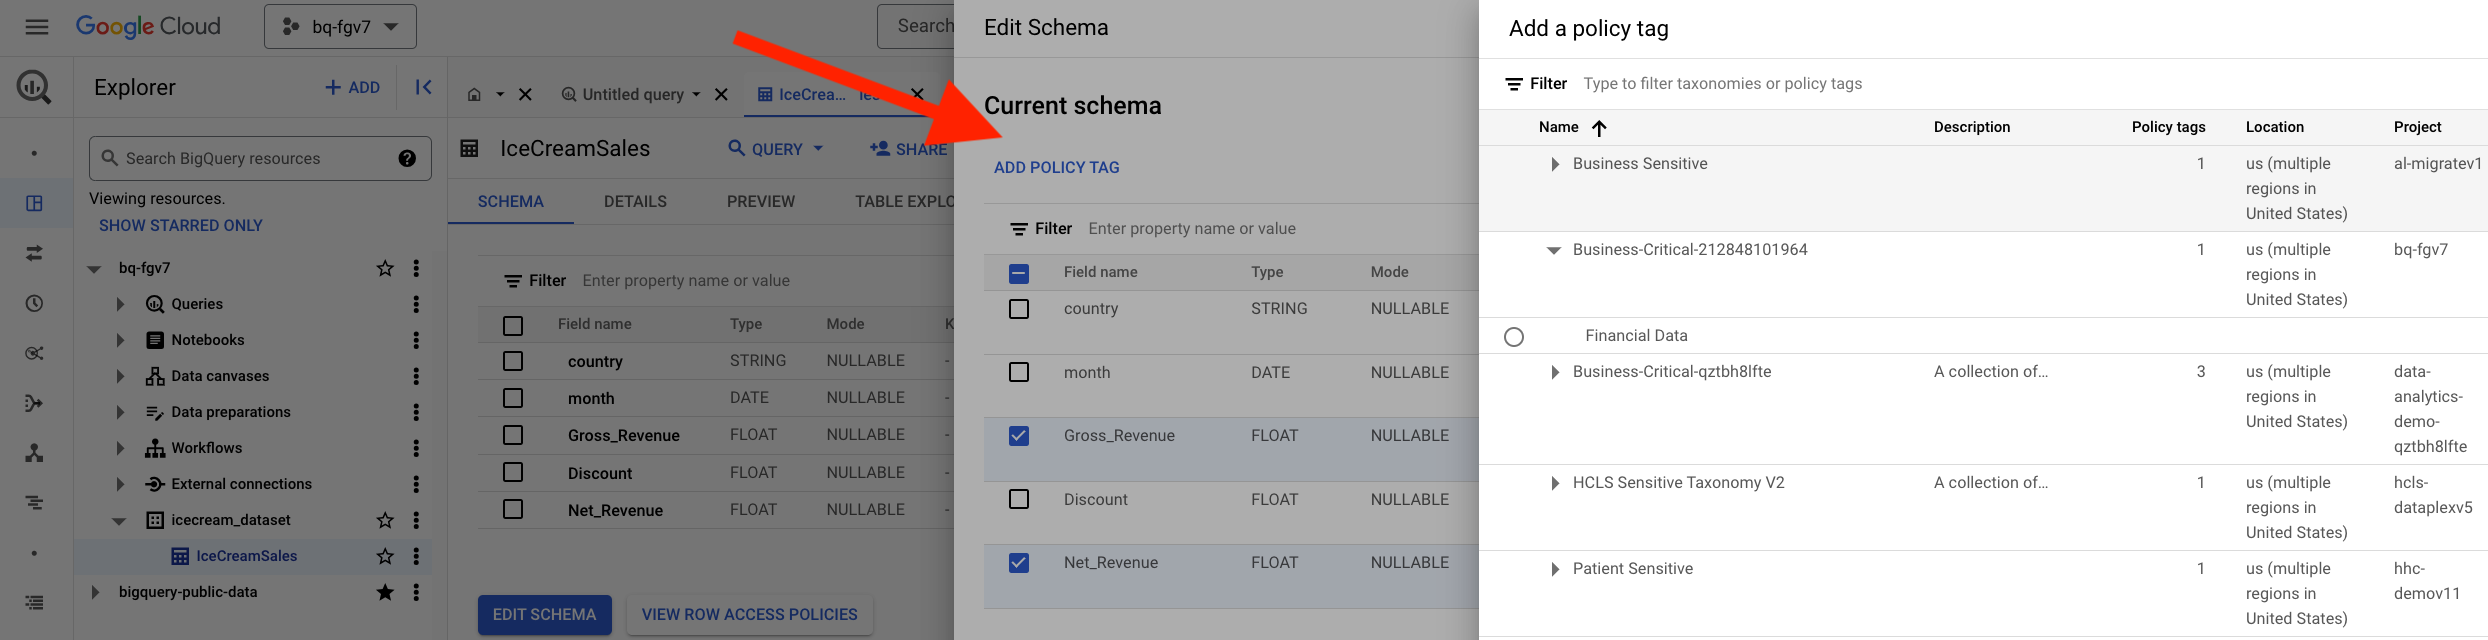 Google Cloud
bq-fgv7
Search
Explorer
ADD
Search BigQuery resources
Viewing resources.
SHOW STARRED ONLY
bq-fgv7
Queries
Notebooks
Data canvases
Data preparations
Workflows
External connections
icecream_dataset
IceCreamSales
bigquery-public-data
Untitled query
IceCrea...
IceCreamSales
QUERY
SHARE
SCHEMA DETAILS PREVIEW TABLE EXPLO
Filter Enter property name or value
Field name Type Mode K
country STRING NULLABLE -
month DATE NULLABLE -
Gross_Revenue FLOAT NULLABLE -
Discount FLOAT NULLABLE -
Net_Revenue FLOAT NULLABLE -
EDIT SCHEMA VIEW ROW ACCESS POLICIES
Edit Schema
Current schema
ADD POLICY TAG
Filter Enter property name or value
Field name Type Mode
country STRING NULLABLE
month DATE NULLABLE
Gross_Revenue FLOAT NULLABLE
Discount FLOAT NULLABLE
Net_Revenue FLOAT NULLABLE
Add a policy tag
Filter Type to filter taxonomies or policy tags
Name Description Policy tags Location Project
Business Sensitive 1 us (multiple al-migratev1
regions in
United States)
Business-Critical-212848101964 1 us (multiple bq-fgv7
regions in
United States)
Financial Data
Business-Critical-qztbh8lfte A collection of... 3 us (multiple data-
regions in analytics-
United States) demo-
qztbh8lfte
HCLS Sensitive Taxonomy V2 A collection of... 1 us (multiple hcls-
regions in dataplexv5
United States)
Patient Sensitive 1 us (multiple hhc-
regions in demov11
United States)